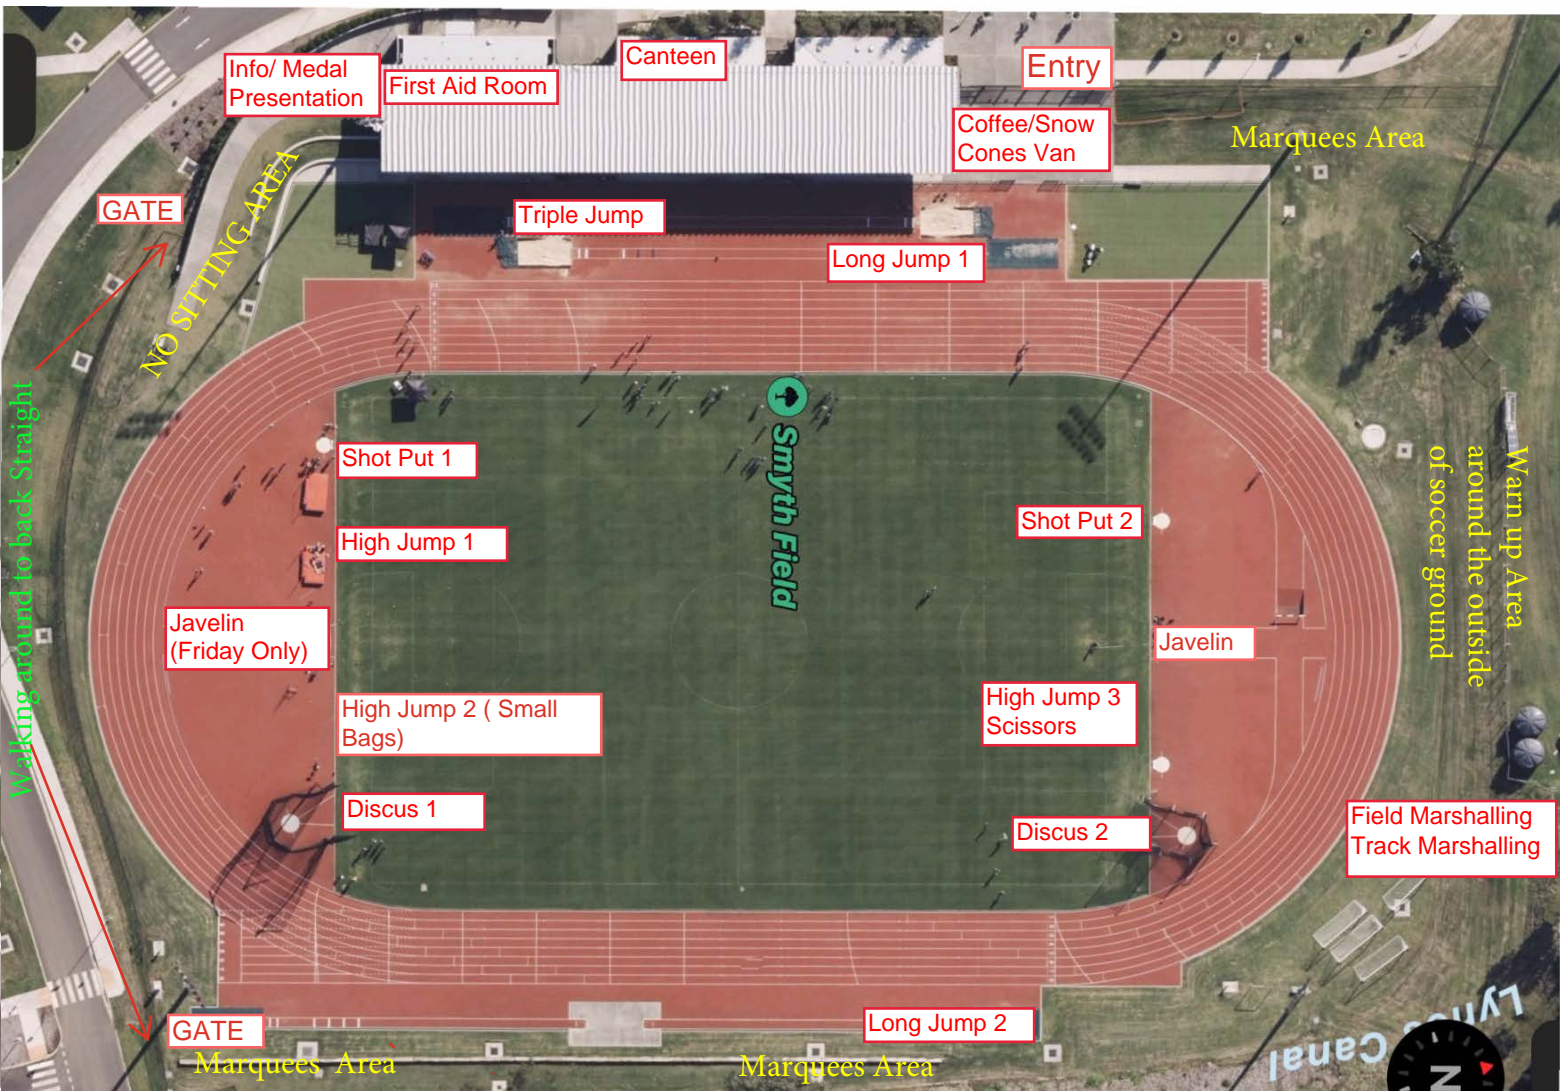 Canteen
Entry
Info/ Medal
Presentation
First Aid Room
Coffee/Snow
Cones Van
Marquees Area
GATE
NO SITTING AREA
Triple Jump
Long Jump 1
Walking around to back Straight
Shot Put 1
Smyth Field
Warn up Area
around the outside
of soccer ground
Shot Put 2
High Jump 1
Javelin
(Friday Only)
Javelin
High Jump 2 ( Small
Bags)
High Jump 3
Scissors
Discus 1
Discus 2
Field Marshalling
Track Marshalling
GATE
Long Jump 2
Marquees Area
Marquees Area
Canal
N